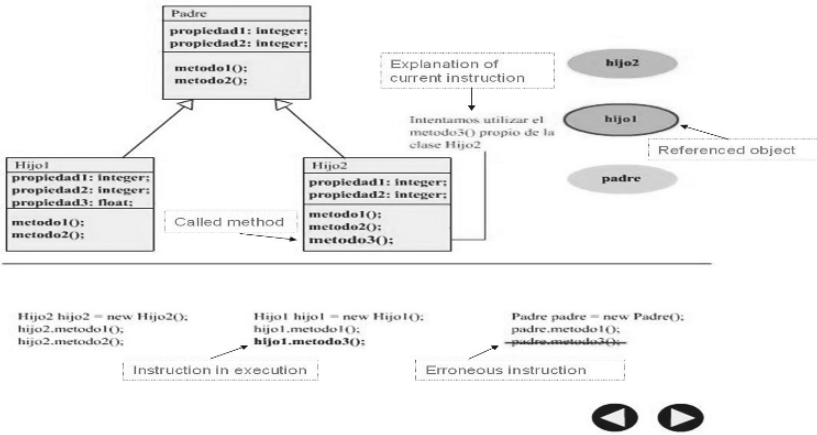 Padre
propiedad1: integer;
propiedad2: integer;
metodo1();
metodo2();
Explanation of
current instruction
hijo2
Intentamos utilizar el
metodo3() propio de la
clase Hijo2
hijo1
Referenced object
padre
Hijo1
propiedad1: integer;
propiedad2: integer;
propiedad3: float;
metodo1();
metodo2();
Called method
Hijo2
propiedad1: integer;
propiedad2: integer;
metodo1();
metodo2();
metodo3();
Hijo2 hijo2 = new Hijo2();
hijo2.metodo1();
hijo2.metodo2();
Hijo1 hijo1 = new Hijo1();
hijo1.metodo1();
hijo1.metodo3();
Padre padre = new Padre();
padre.metodo1();
padre.metodo3();
Instruction in execution
Erroneous instruction